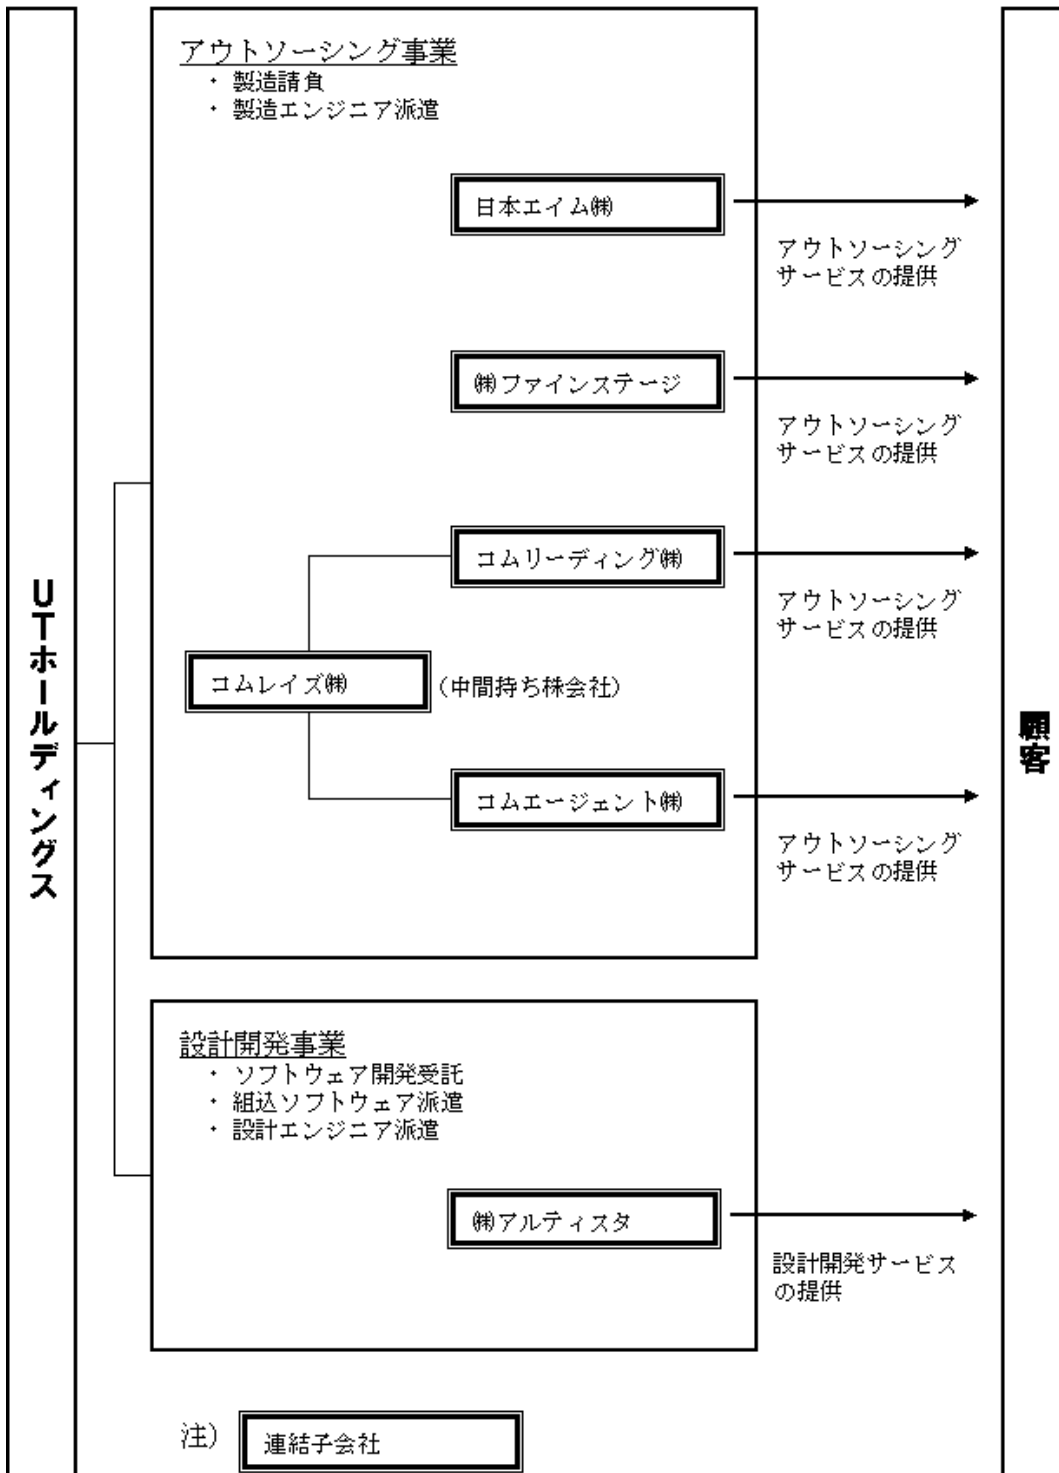 UTホールディングス
アウトソーシング事業
・ 製造請負
・ 製造エンジニア派遣
日本エイム㈱
アウトソーシング
サービスの提供
㈱ファインステージ
アウトソーシング
サービスの提供
コムリーディング㈱
アウトソーシング
サービスの提供
コムレイズ㈱
(中間持ち株会社)
コムエージェント㈱
アウトソーシング
サービスの提供
顧客
設計開発事業
・ ソフトウェア開発受託
・ 組込ソフトウェア派遣
・ 設計エンジニア派遣
㈱アルティスタ
設計開発サービス
の提供
注) 連結子会社